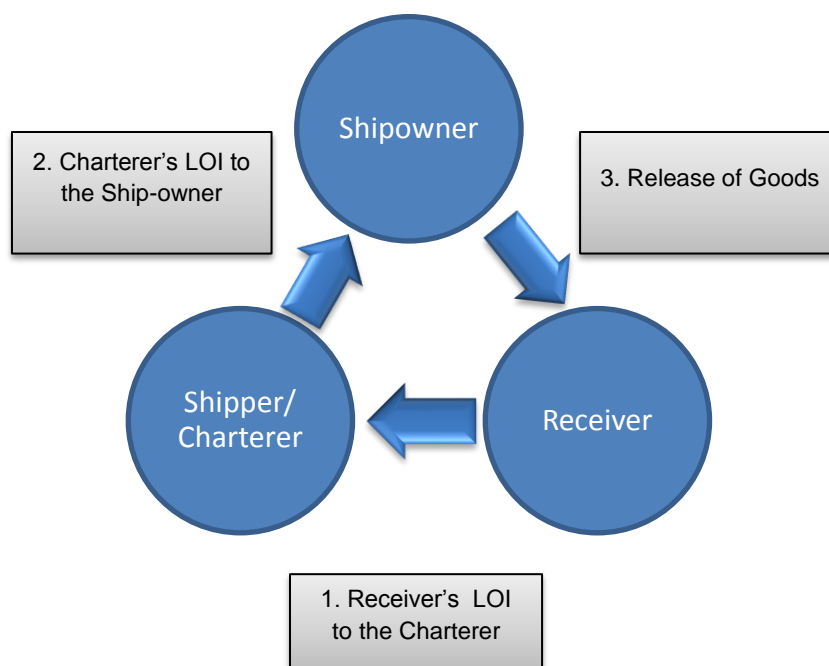 Shipowner
2. Charterer’s LOI to
the Ship-owner
3. Release of Goods
Shipper/
Charterer
Receiver
1. Receiver’s  LOI
to the Charterer